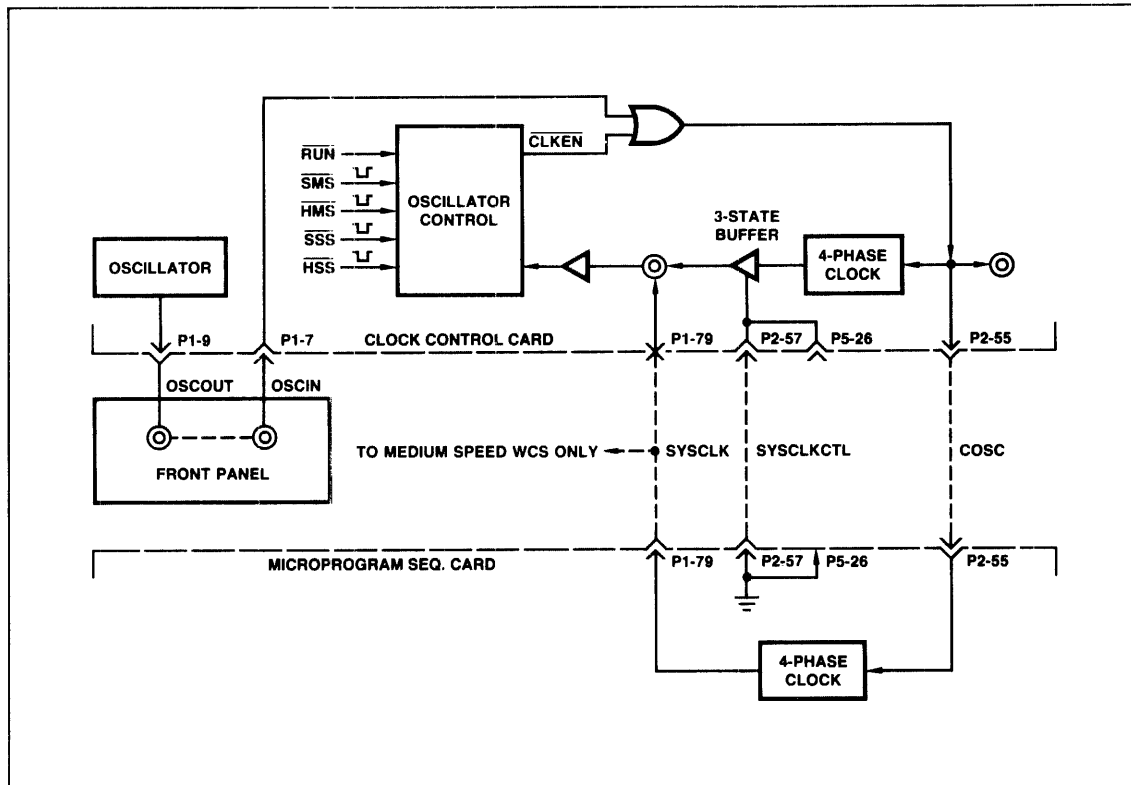 CLKEN
RUN
SMS
HMS
SSS
HSS
OSCILLATOR
CONTROL
3-STATE
BUFFER
4-PHASE
CLOCK
OSCILLATOR
P1-9
P1-7
CLOCK CONTROL CARD
P1-79
P2-57
P5-26
P2-55
OSCOUT
OSCIN
FRONT PANEL
TO MEDIUM SPEED WCS ONLY
SYSCLK
SYSCLKCTL
COSC
MICROPROGRAM SEQ. CARD
P1-79
P2-57
P5-26
P2-55
4-PHASE
CLOCK